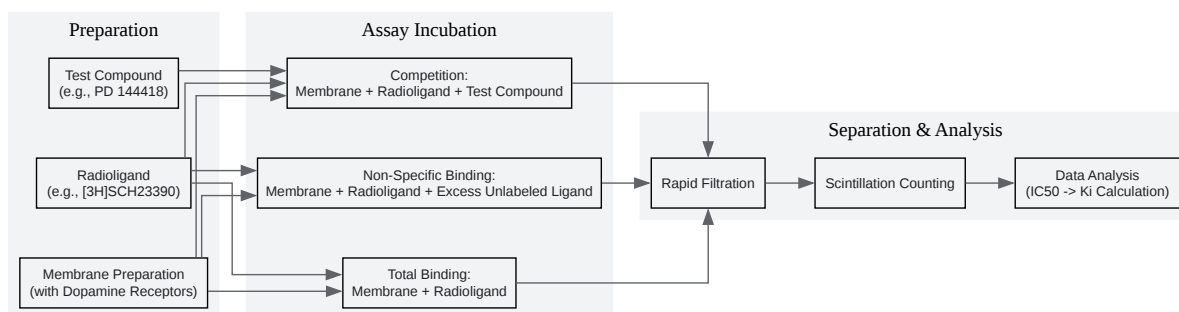 Preparation
Test Compound
(e.g., PD 144418)
Radioligand
(e.g., [3H]SCH23390)
Membrane Preparation
(with Dopamine Receptors)
Assay Incubation
Competition:
Membrane + Radioligand + Test Compound
Non-Specific Binding:
Membrane + Radioligand + Excess Unlabeled Ligand
Total Binding:
Membrane + Radioligand
Separation & Analysis
Rapid Filtration
Scintillation Counting
Data Analysis
(IC50 -> Ki Calculation)